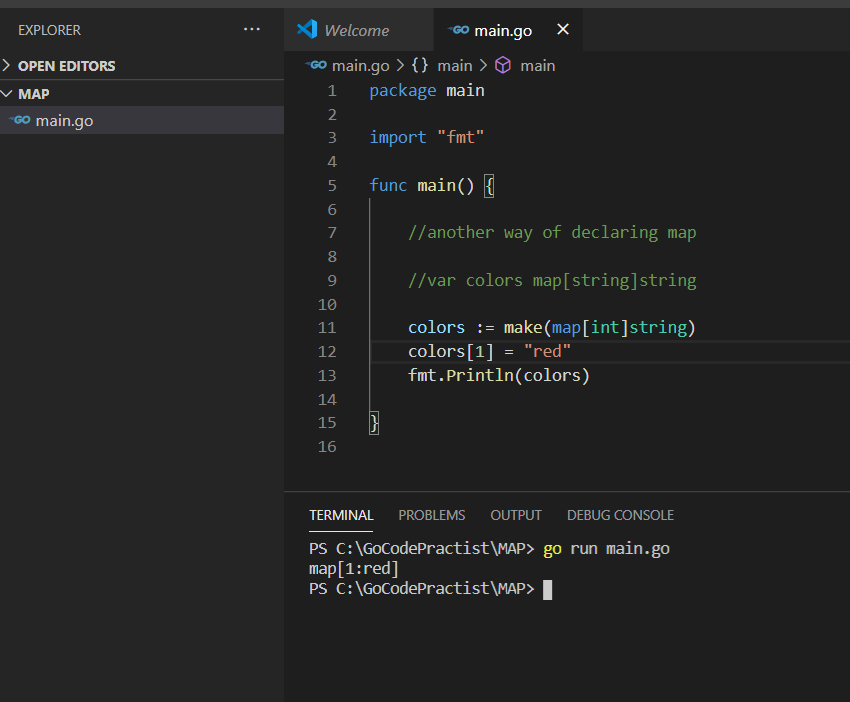 EXPLORER ...
OPEN EDITORS
MAP
GO main.go
Welcome
GO main.go ×
GO main.go > {} main > main
1 package main
2
3 import "fmt"
4
5 func main() {
6
7 //another way of declaring map
8
9 //var colors map[string]string
10
11 colors := make(map[int]string)
12 colors[1] = "red"
13 fmt.Println(colors)
14
15 }
16
TERMINAL PROBLEMS OUTPUT DEBUG CONSOLE
PS C:\GoCodePractist\MAP> go run main.go
map[1:red]
PS C:\GoCodePractist\MAP>